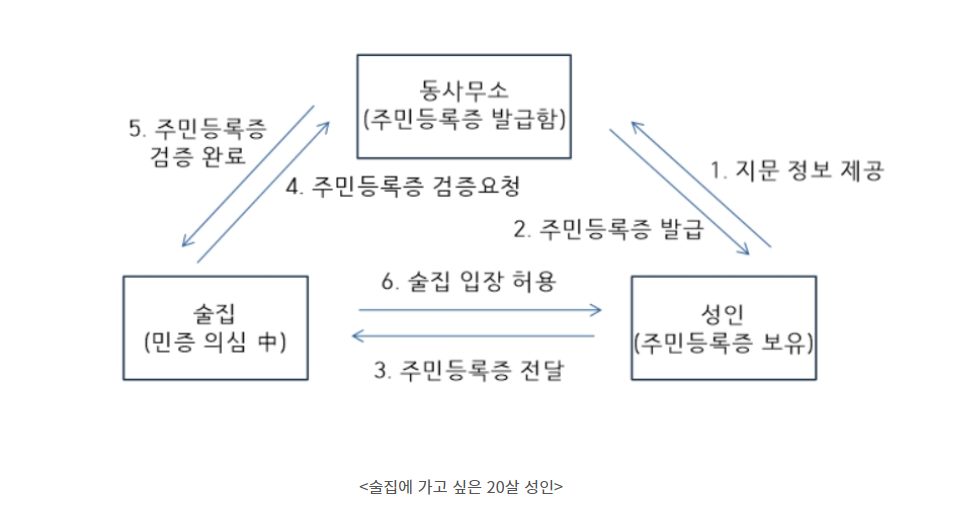 동사무소
(주민등록증 발급함)
5. 주민등록증
검증 완료
4. 주민등록증 검증요청
1. 지문 정보 제공
2. 주민등록증 발급
6. 술집 입장 허용
술집
(민증 의심 中)
성인
(주민등록증 보유)
3. 주민등록증 전달
<술집에 가고 싶은 20살 성인>